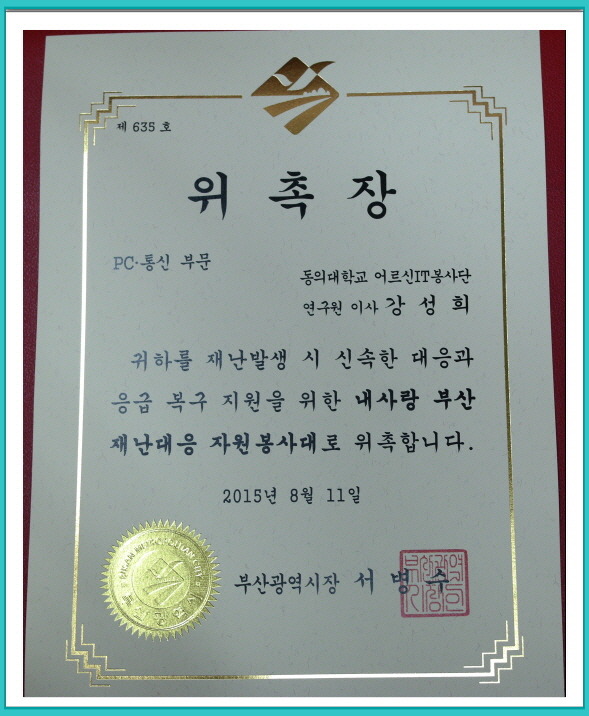 제 635 호
위 촉 장
PC·통신 부문
동의대학교 어르신IT봉사단
연구원 이사 강 성 희
귀하를 재난발생 시 신속한 대응과
응급 복구 지원을 위한 내사랑 부산
재난대응 자원봉사대로 위촉합니다.
2015년 8월 11일
부산광역시장 서 병 수